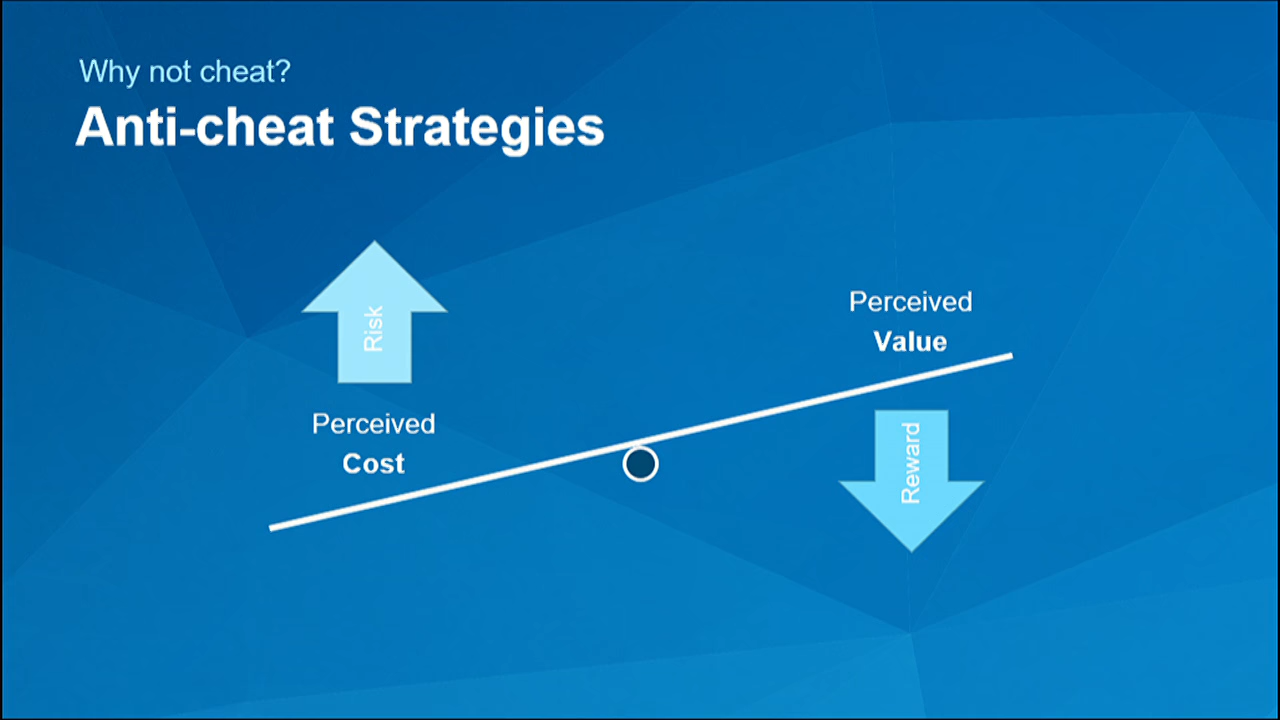 Why not cheat?
Anti-cheat Strategies
Risk
Perceived
Cost
Perceived
Value
Reward